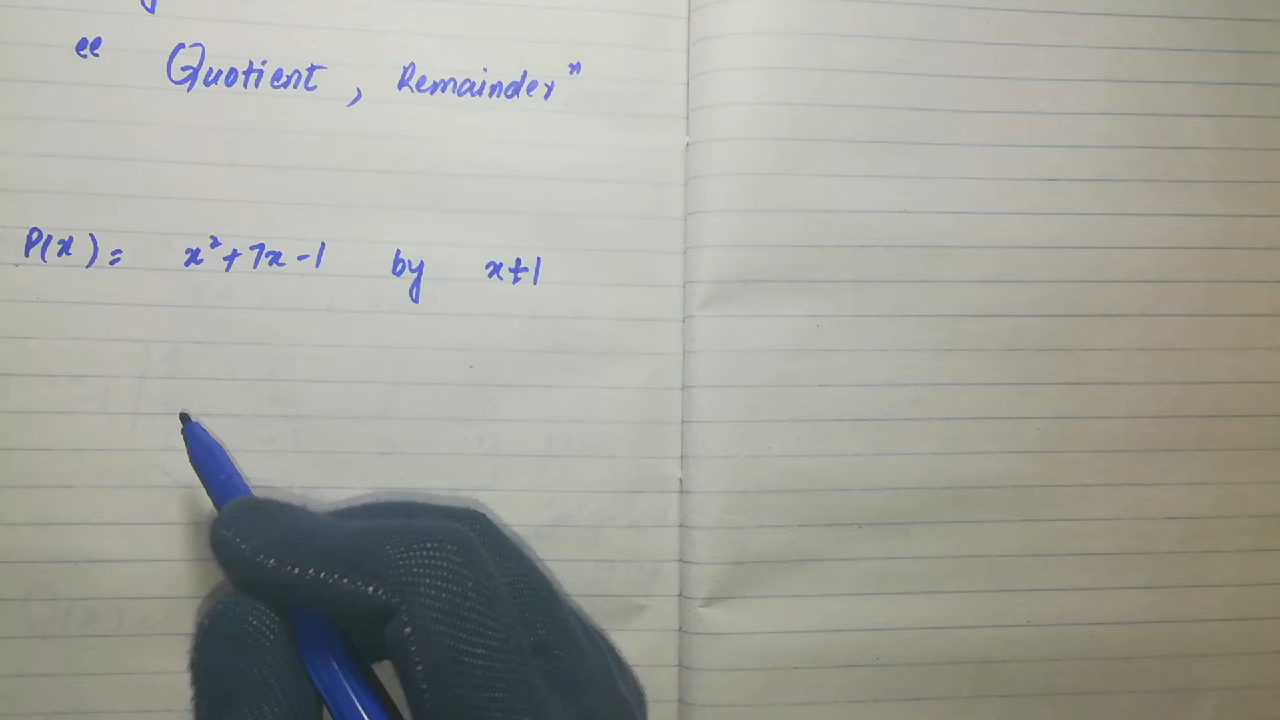 “ Quotient , Remainder ”
P(x) = x²+7x-1 by x+1